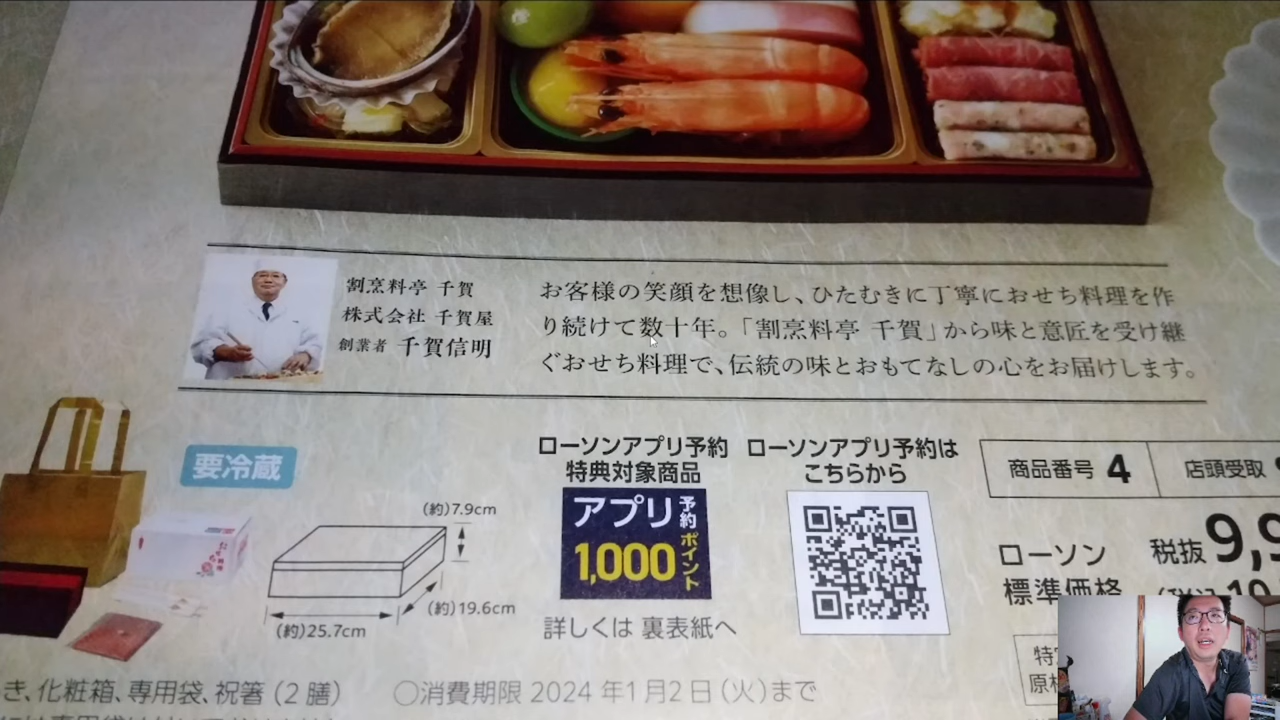 割烹料亭 千賀
株式会社 千賀屋
創業者 千賀信明
お客様の笑顔を想像し、ひたむきに丁寧におせち料理を作
り続けて数十年。「割烹料亭 千賀」から味と意匠を受け継
ぐおせち料理で、伝統の味とおもてなしの心をお届けします。
要冷蔵
(約)7.9cm
(約)19.6cm
(約)25.7cm
ローソンアプリ予約
特典対象商品
アプリ予約
1,000ポイント
詳しくは 裏表紙へ
ローソンアプリ予約は
こちらから
商品番号 4
店頭受取
ローソン
標準価格
税抜 9,9
き、化粧箱、専用袋、祝箸(2膳)
○消費期限 2024年1月2日(火)まで